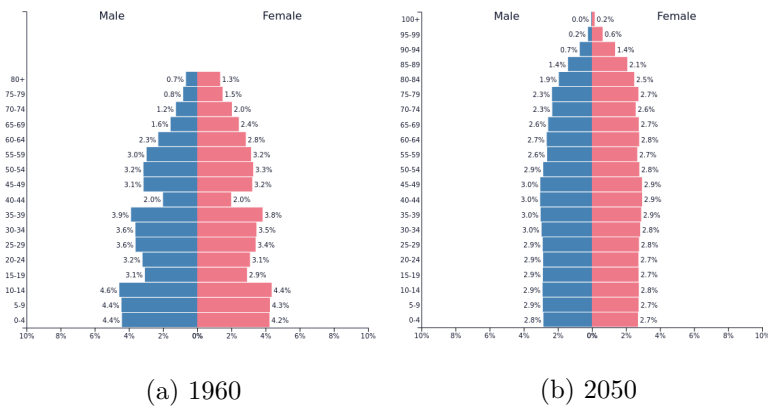 Male Female
80+ 0.7% 1.3%
75-79 0.8% 1.5%
70-74 1.2% 2.0%
65-69 1.6% 2.4%
60-64 2.3% 2.8%
55-59 3.0% 3.2%
50-54 3.2% 3.3%
45-49 3.1% 3.2%
40-44 2.0% 2.0%
35-39 3.9% 3.8%
30-34 3.6% 3.5%
25-29 3.6% 3.4%
20-24 3.2% 3.1%
15-19 3.1% 2.9%
10-14 4.6% 4.4%
5-9 4.4% 4.3%
0-4 4.4% 4.2%
10% 8% 6% 4% 2% 0% 2% 4% 6% 8% 10%
(a) 1960
Male Female
100+ 0.0% 0.2%
95-99 0.2% 0.6%
90-94 0.7% 1.4%
85-89 1.4% 2.1%
80-84 1.9% 2.5%
75-79 2.3% 2.7%
70-74 2.3% 2.6%
65-69 2.6% 2.7%
60-64 2.7% 2.8%
55-59 2.6% 2.7%
50-54 2.9% 2.8%
45-49 3.0% 2.9%
40-44 3.0% 2.9%
35-39 3.0% 2.9%
30-34 3.0% 2.8%
25-29 2.9% 2.8%
20-24 2.9% 2.7%
15-19 2.9% 2.7%
10-14 2.9% 2.8%
5-9 2.9% 2.7%
0-4 2.8% 2.7%
10% 8% 6% 4% 2% 0% 2% 4% 6% 8% 10%
(b) 2050